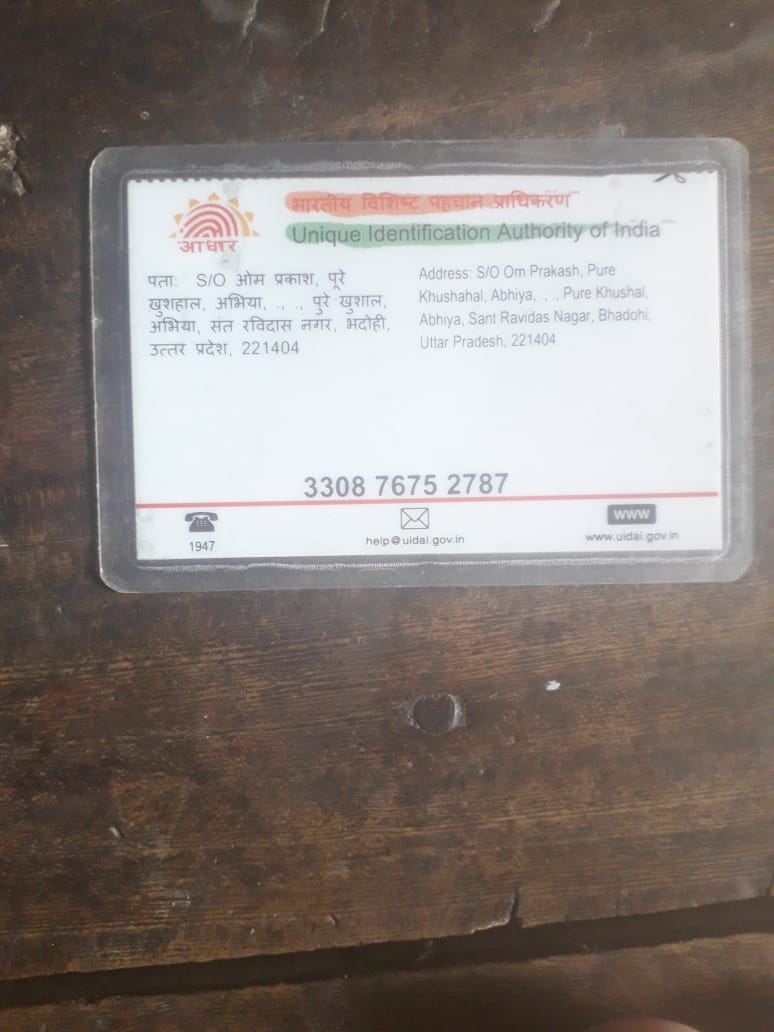 भारतीय विशिष्ट पहचान प्राधिकरण
Unique Identification Authority of India
आधार
पता: S/O ओम प्रकाश, पूरे
खुशहाल, अभिया, ., ., पुरे खुशाल,
अभिया, संत रविदास नगर, भदोही,
उत्तर प्रदेश, 221404
Address: S/O Om Prakash, Pure
Khushahal, Abhiya, ., ., Pure Khushal,
Abhiya, Sant Ravidas Nagar, Bhadohi,
Uttar Pradesh, 221404
3308 7675 2787
1947
help@uidai.gov.in
www
www.uidai.gov.in